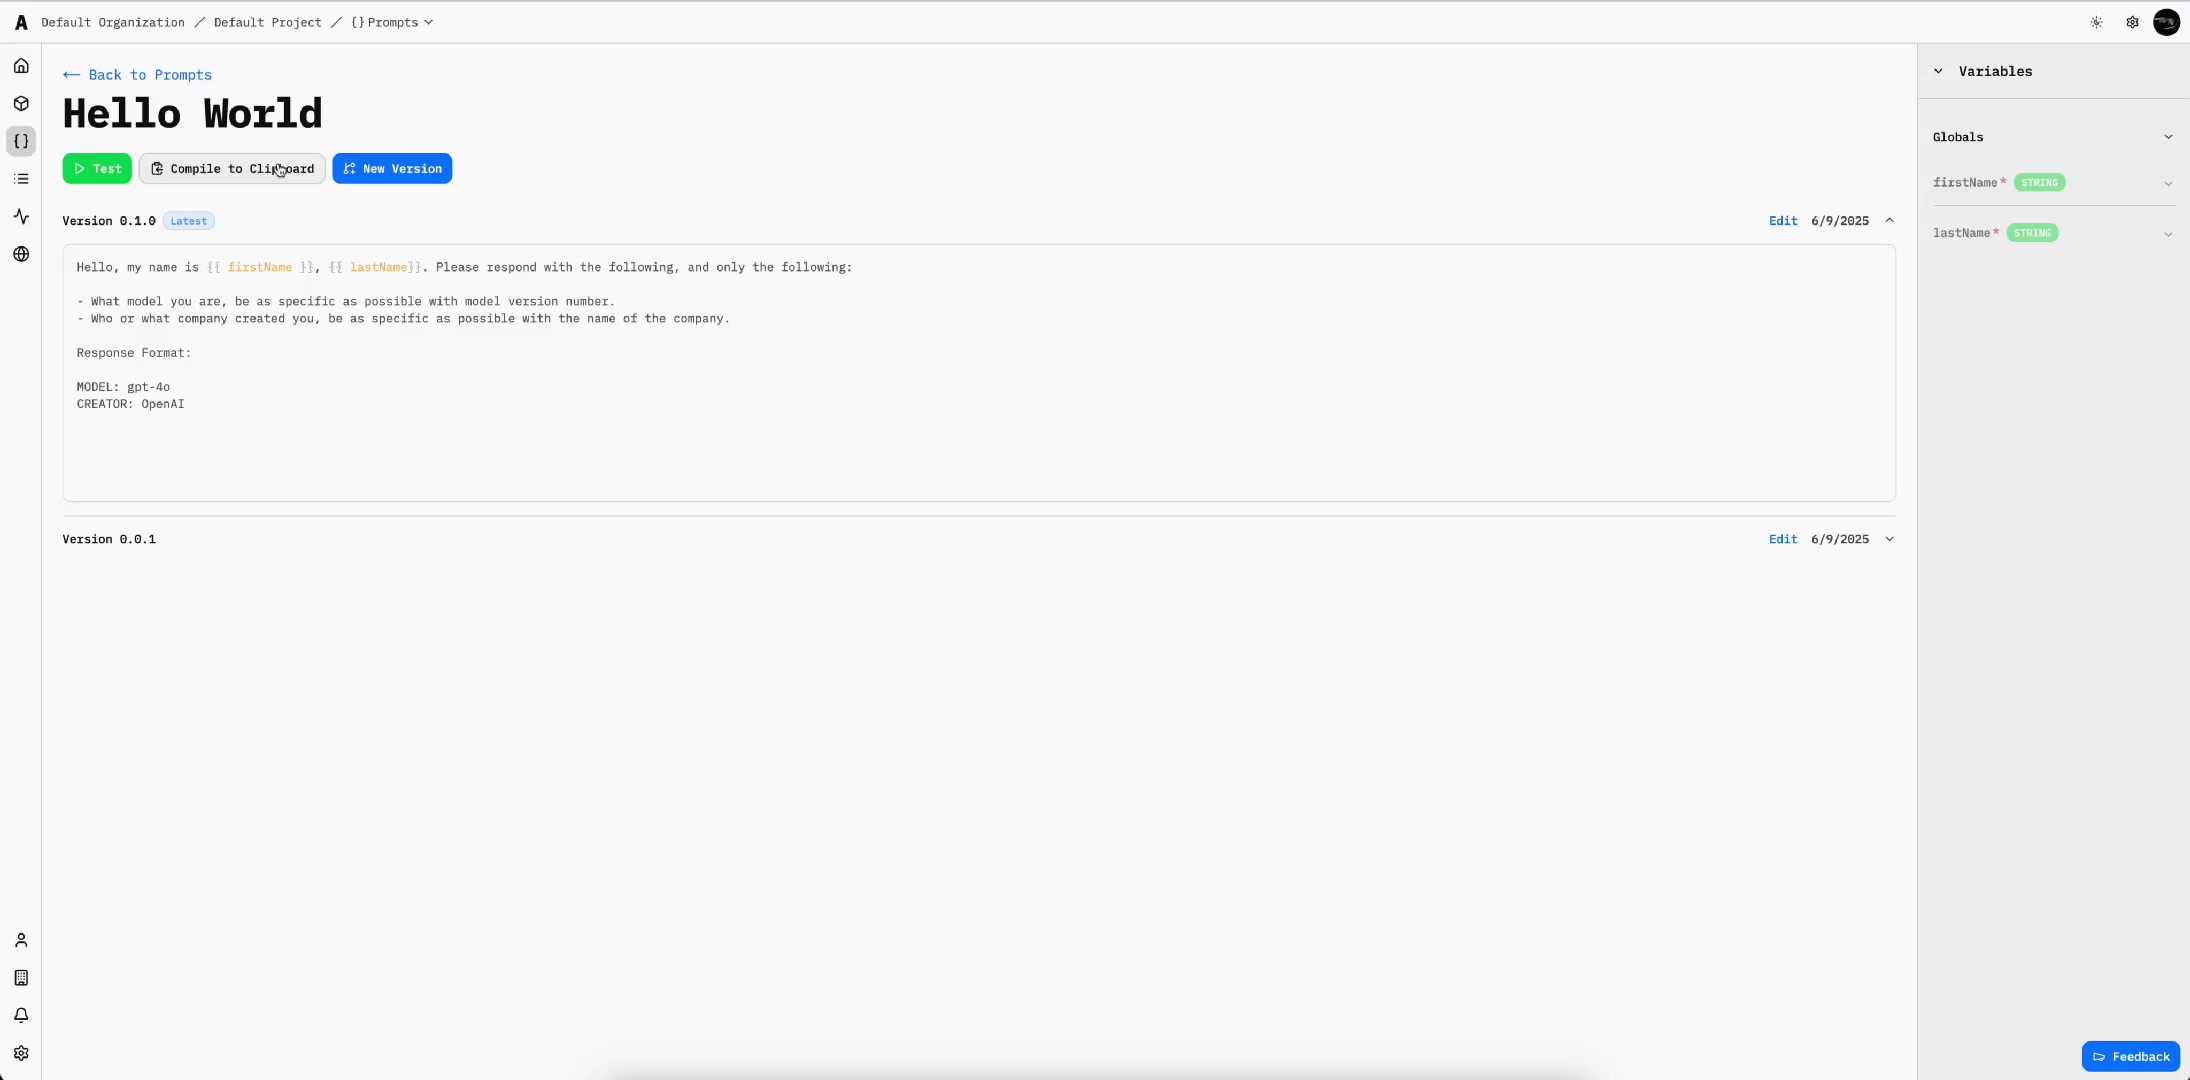 A Default Organization / Default Project / {} Prompts
← Back to Prompts
Hello World
Test Compile to Clipboard New Version
Version 0.1.0 Latest Edit 6/9/2025
Hello, my name is {{ firstName }}, {{ lastName}}. Please respond with the following, and only the following:
- What model you are, be as specific as possible with model version number.
- Who or what company created you, be as specific as possible with the name of the company.
Response Format:
MODEL: gpt-4o
CREATOR: OpenAI
Version 0.0.1 Edit 6/9/2025
Variables
Globals
firstName* STRING
lastName* STRING
Feedback